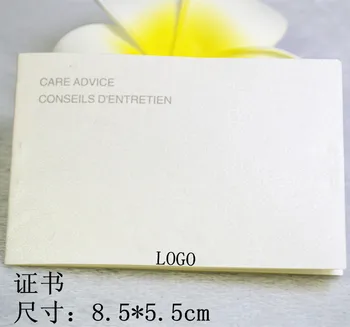 CARE ADVICE
CONSEILS D'ENTRETIEN
LOGO
证书
尺寸：8.5*5.5cm